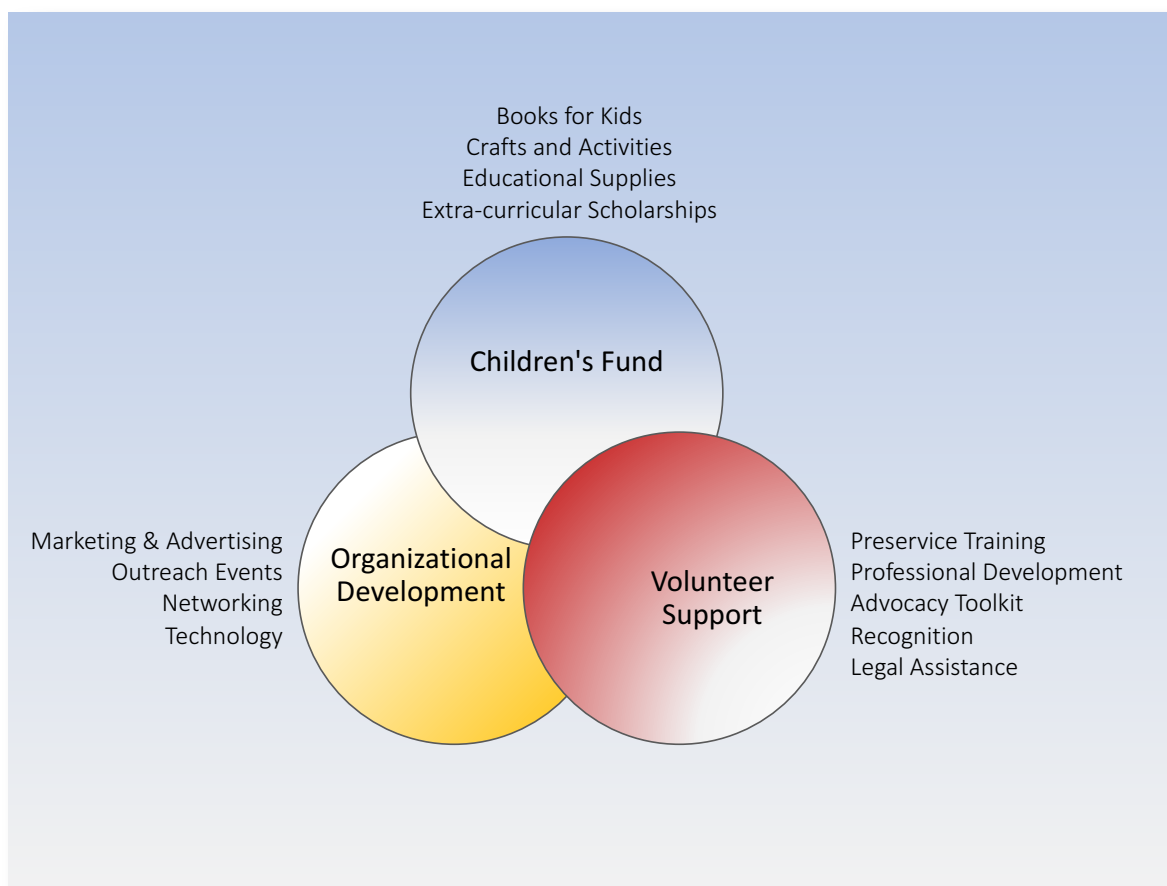 Books for Kids
Crafts and Activities
Educational Supplies
Extra-curricular Scholarships
Children's Fund
Marketing & Advertising
Outreach Events
Networking
Technology
Organizational
Development
Volunteer
Support
Preservice Training
Professional Development
Advocacy Toolkit
Recognition
Legal Assistance